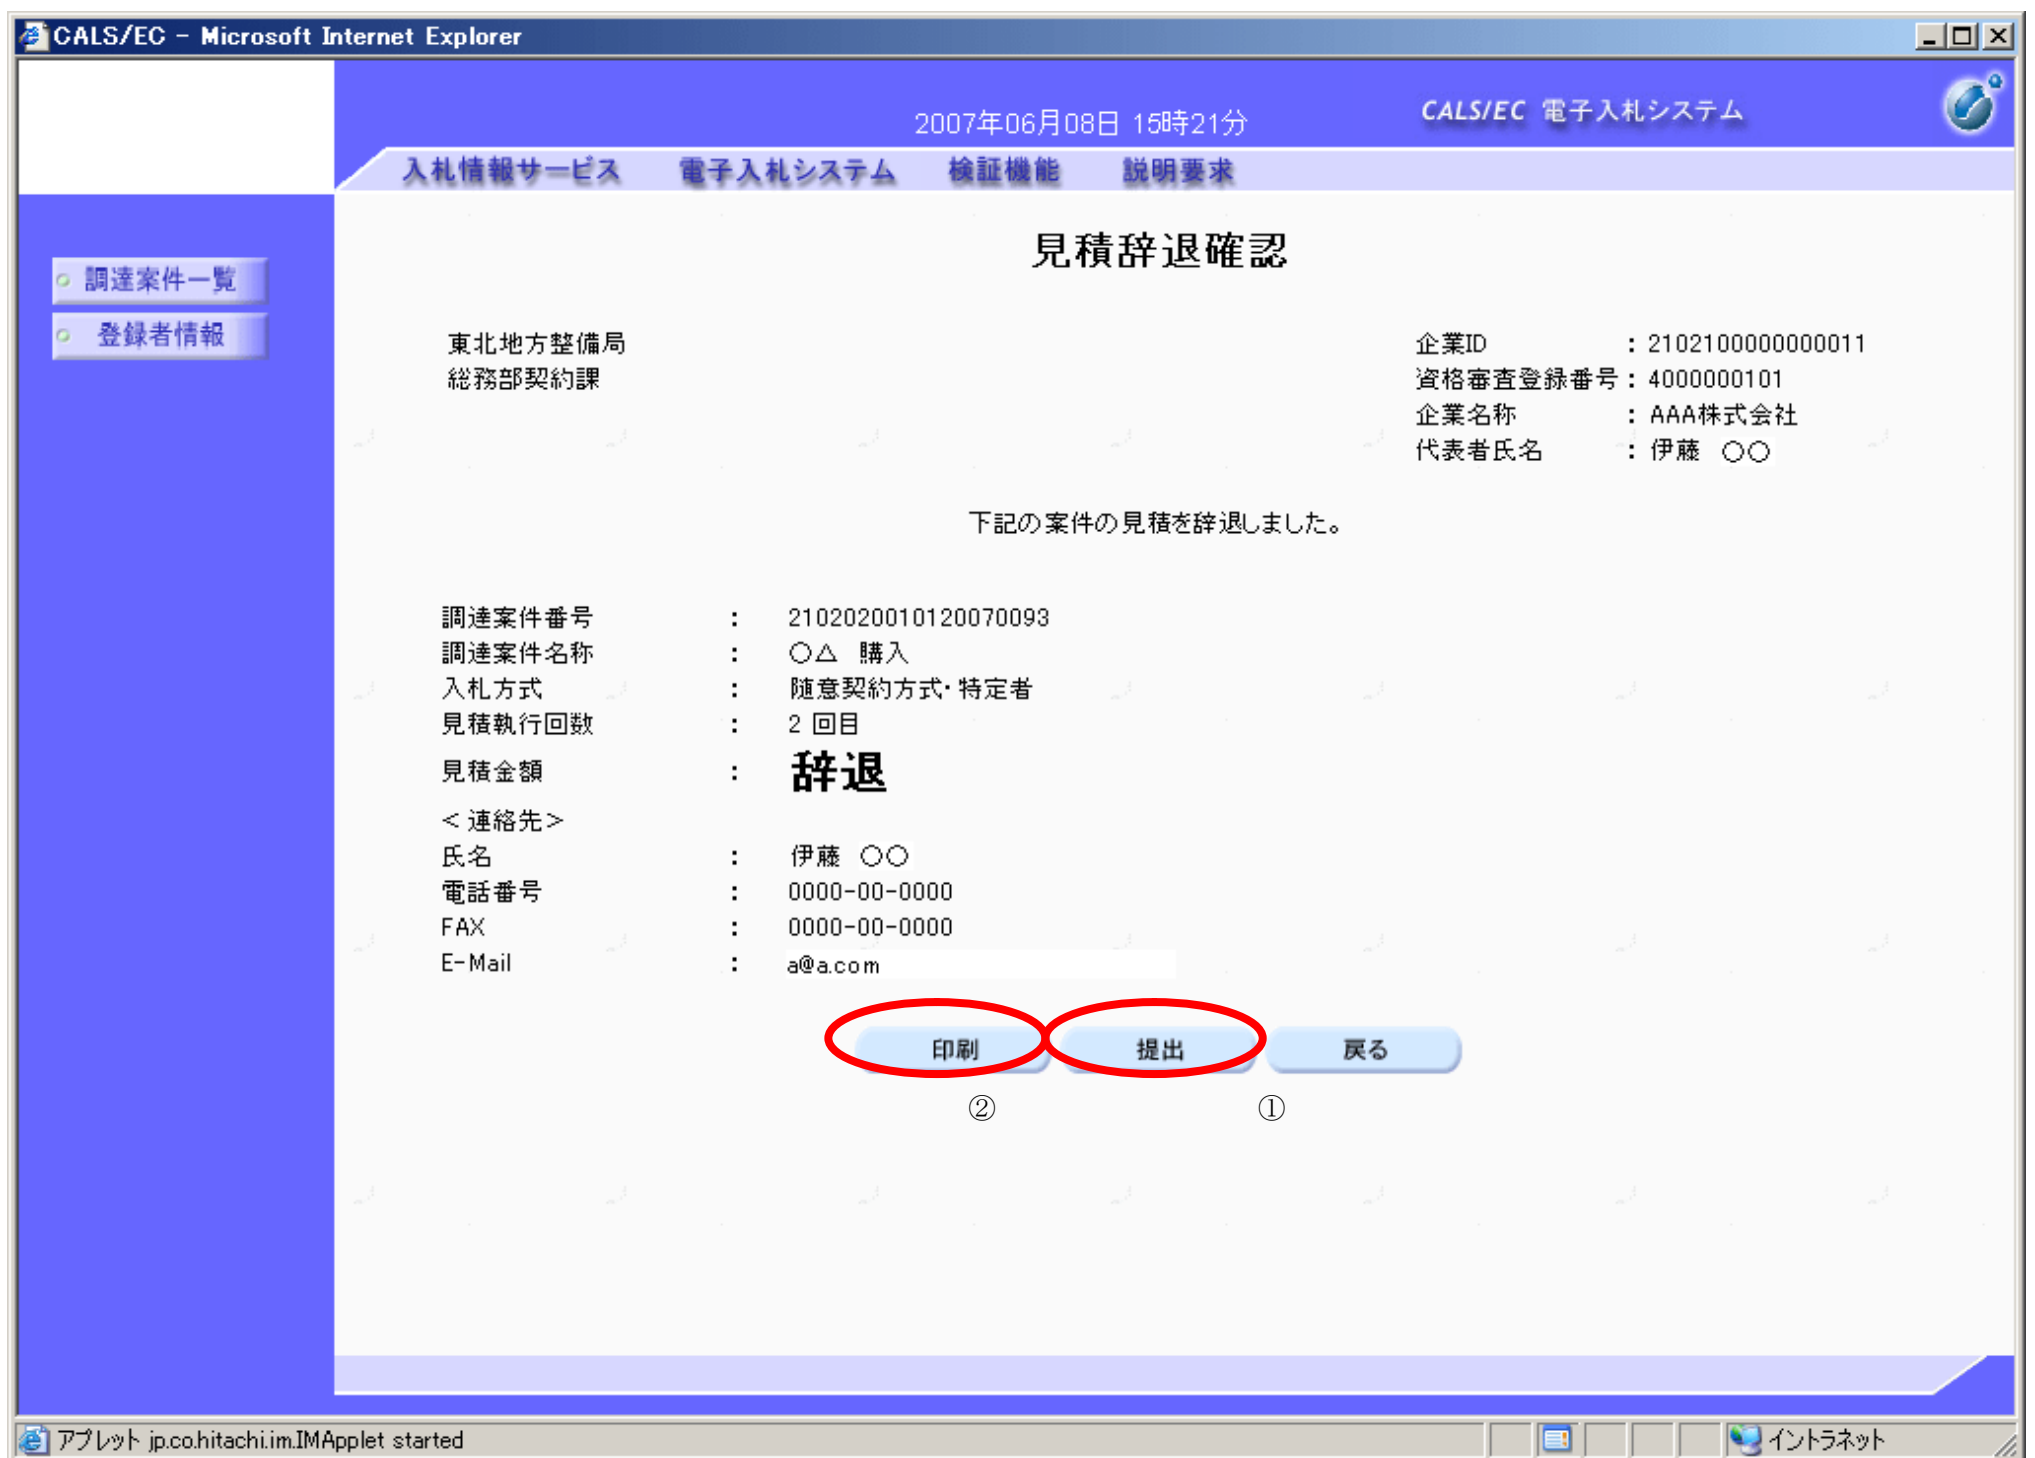 CALS/EC - Microsoft Internet Explorer
2007年06月08日 15時21分
CALS/EC 電子入札システム
入札情報サービス 電子入札システム 検証機能 説明要求
調達案件一覧
登録者情報
見積辞退確認
東北地方整備局
総務部契約課
企業ID : 2102100000000011
資格審査登録番号 : 4000000101
企業名称 : AAA株式会社
代表者氏名 : 伊藤 ○○
下記の案件の見積を辞退しました。
調達案件番号 : 2102020010120070093
調達案件名称 : ○△ 購入
入札方式 : 随意契約方式・特定者
見積執行回数 : 2 回目
見積金額 : 辞退
<連絡先>
氏名 : 伊藤 ○○
電話番号 : 0000-00-0000
FAX : 0000-00-0000
E-Mail : a@a.com
印刷 提出 戻る
② ①
アプレット jp.co.hitachi.im.IMApplet started
イントラネット